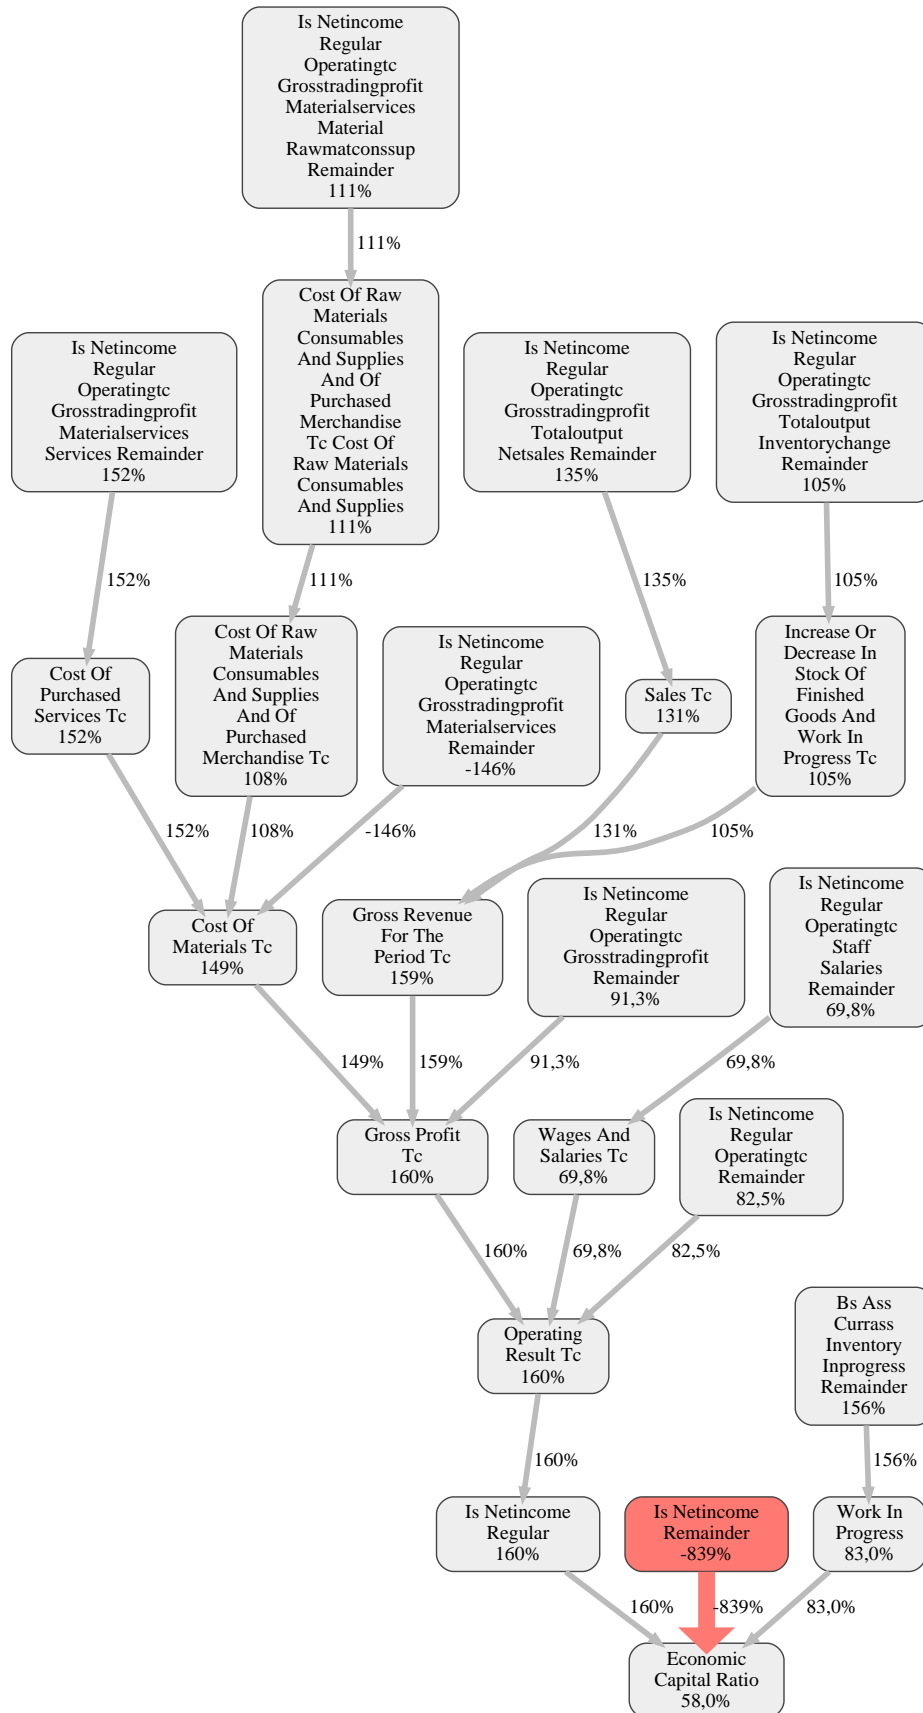 Is Netincome
Regular
Operatingtc
Grosstradingprofit
Materialservices
Material
Rawmatconssup
Remainder
111%
111%
Is Netincome
Regular
Operatingtc
Grosstradingprofit
Materialservices
Services Remainder
152%
Cost Of Raw
Materials
Consumables
And Supplies
And Of
Purchased
Merchandise
Tc Cost Of
Raw Materials
Consumables
And Supplies
111%
Is Netincome
Regular
Operatingtc
Grosstradingprofit
Totaloutput
Netsales Remainder
135%
Is Netincome
Regular
Operatingtc
Grosstradingprofit
Totaloutput
Inventorychange
Remainder
105%
152%
111%
135%
105%
Cost Of
Purchased
Services Tc
152%
Cost Of Raw
Materials
Consumables
And Supplies
And Of
Purchased
Merchandise Tc
108%
Is Netincome
Regular
Operatingtc
Grosstradingprofit
Materialservices
Remainder
-146%
Sales Tc
131%
Increase Or
Decrease In
Stock Of
Finished
Goods And
Work In
Progress Tc
105%
152%
108%
-146%
131%
105%
Cost Of
Materials Tc
149%
Gross Revenue
For The
Period Tc
159%
Is Netincome
Regular
Operatingtc
Grosstradingprofit
Remainder
91,3%
Is Netincome
Regular
Operatingtc
Staff
Salaries
Remainder
69,8%
149%
159%
91,3%
69,8%
Gross Profit
Tc
160%
Wages And
Salaries Tc
69,8%
Is Netincome
Regular
Operatingtc
Remainder
82,5%
160%
69,8%
82,5%
Operating
Result Tc
160%
Bs Ass
Currass
Inventory
Inprogress
Remainder
156%
160%
156%
Is Netincome
Regular
160%
Is Netincome
Remainder
-839%
Work In
Progress
83,0%
160%
-839%
83,0%
Economic
Capital Ratio
58,0%